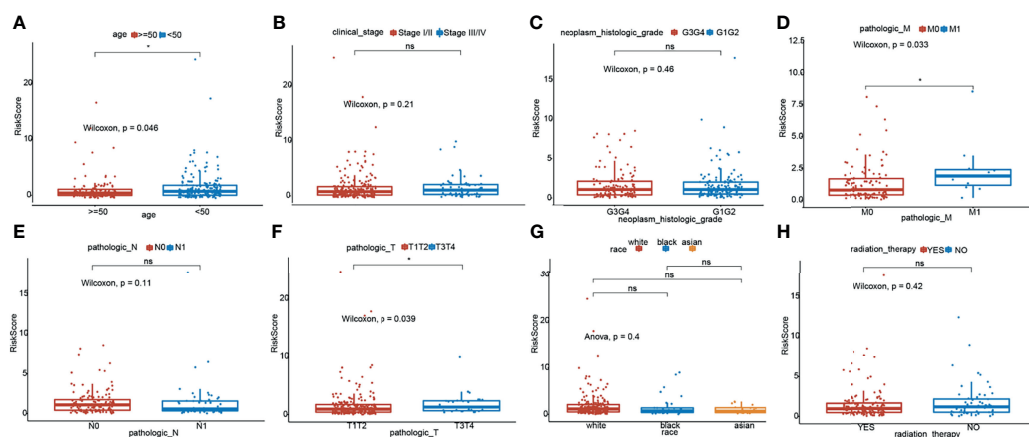 A
age >=50 <50
*
20
10
0
RiskScore
Wilcoxon, p = 0.046
>=50 <50
age
B
clinical_stage Stage I/II Stage III/IV
ns
20
10
0
RiskScore
Wilcoxon, p = 0.21
Stage I/II Stage III/IV
C
neoplasm_histologic_grade G3G4 G1G2
ns
15
10
5
0
RiskScore
Wilcoxon, p = 0.46
G3G4 G1G2
neoplasm_histologic_grade
D
pathologic_M M0 M1
Wilcoxon, p = 0.033
*
12.5
10.0
7.5
5.0
2.5
0.0
RiskScore
M0 M1
pathologic_M
E
pathologic_N N0 N1
ns
15
10
5
0
RiskScore
Wilcoxon, p = 0.11
N0 N1
pathologic_N
F
pathologic_T T1T2 T3T4
*
20
10
0
RiskScore
Wilcoxon, p = 0.039
T1T2 T3T4
pathologic_T
G
race white black asian
ns
ns
ns
30
20
10
0
RiskScore
Anova, p = 0.4
white black asian
race
H
radiation_therapy YES NO
ns
15
10
5
0
RiskScore
Wilcoxon, p = 0.42
YES NO
radiation_therapy